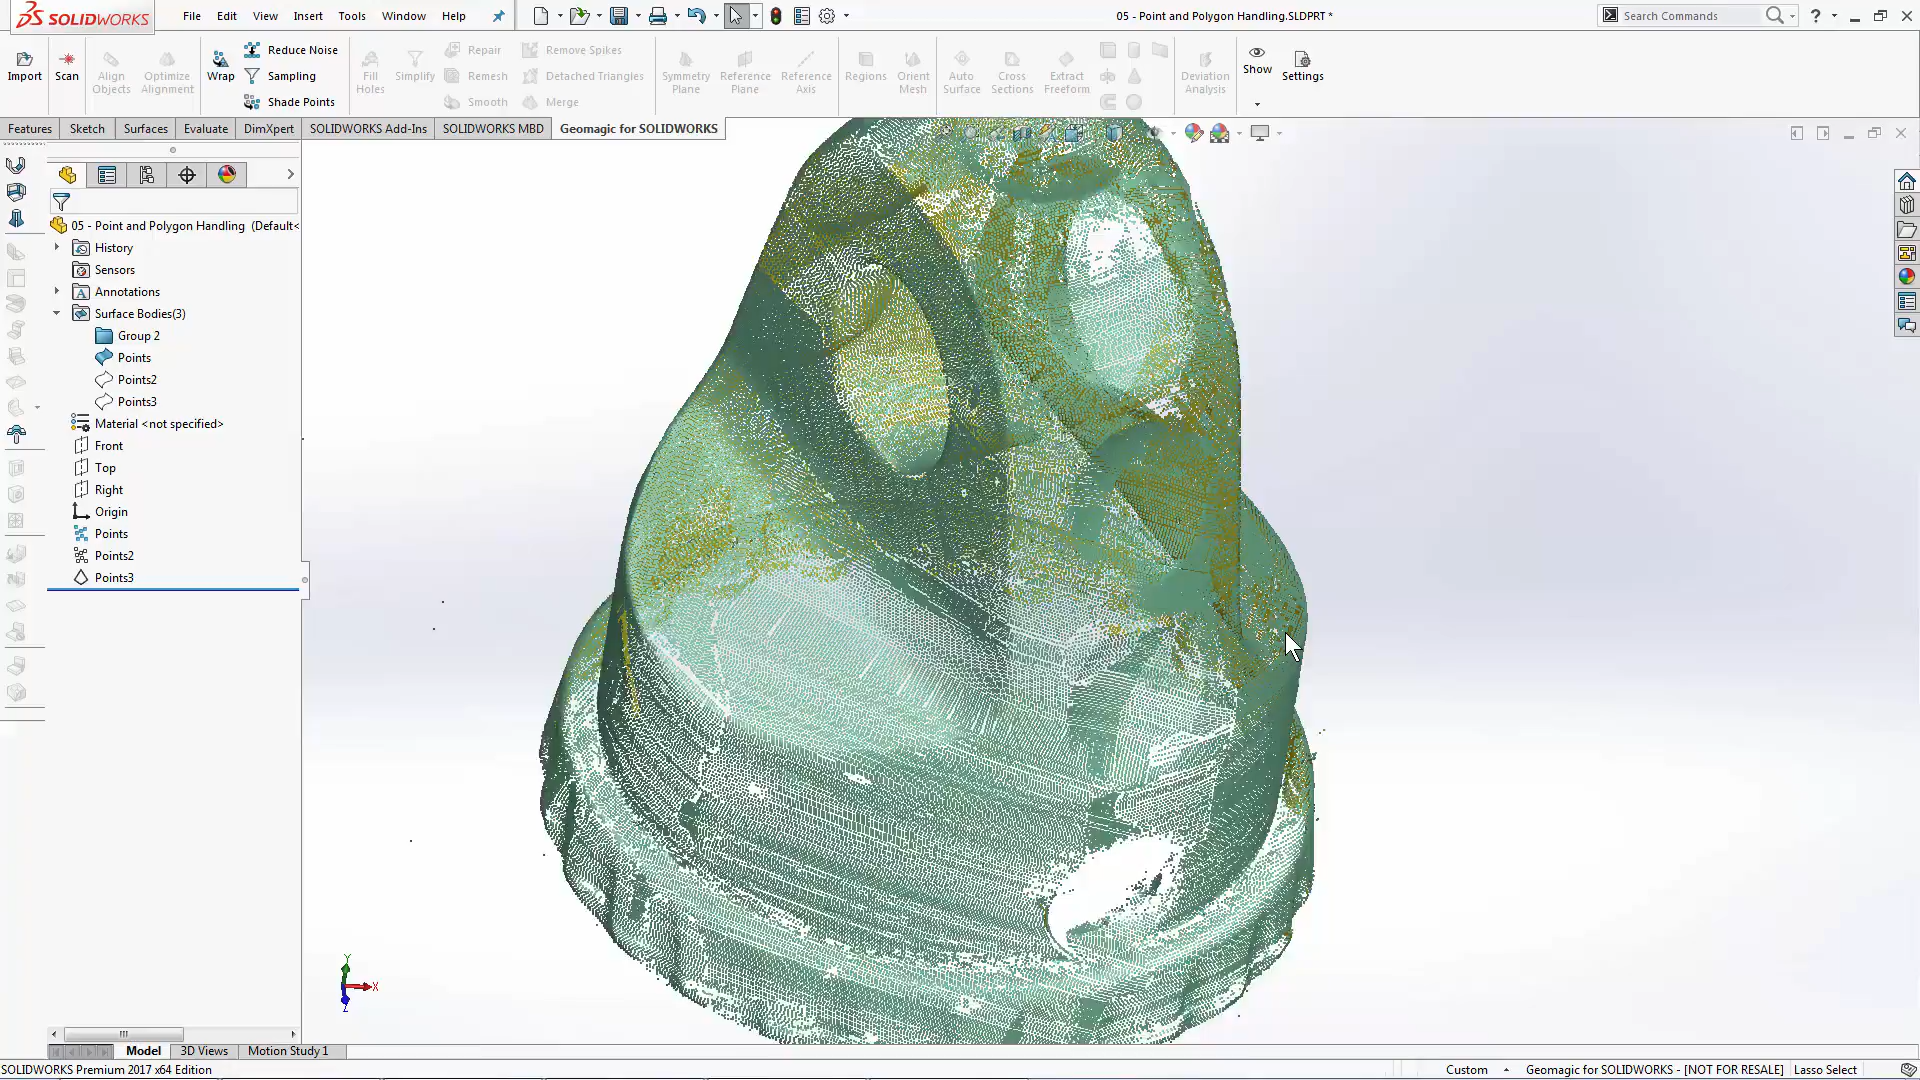 SOLIDWORKS File Edit View Insert Tools Window Help 05 - Point and Polygon Handling.SLDPRT * Search Commands
Import Scan Align Objects Optimize Alignment Wrap Reduce Noise Sampling Shade Points Fill Holes Simplify Repair Remesh Smooth Remove Spikes Detached Triangles Merge Symmetry Plane Reference Plane Reference Axis Regions Orient Mesh Auto Surface Cross Sections Extract Freeform Deviation Analysis Show Settings
Features Sketch Surfaces Evaluate DimXpert SOLIDWORKS Add-Ins SOLIDWORKS MBD Geomagic for SOLIDWORKS
05 - Point and Polygon Handling (Default<
History
Sensors
Annotations
Surface Bodies(3)
Group 2
Points
Points2
Points3
Material <not specified>
Front
Top
Right
Origin
Points
Points2
Points3
Y
X
Z
Model 3D Views Motion Study 1
SOLIDWORKS Premium 2017 x64 Edition Custom Geomagic for SOLIDWORKS - [NOT FOR RESALE] Lasso Select